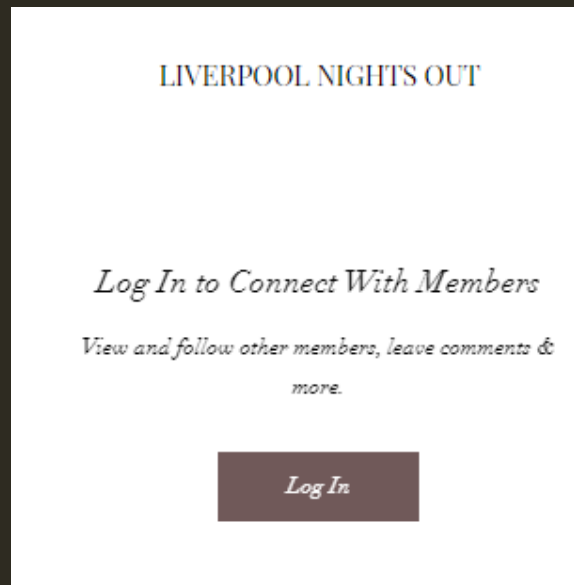 LIVERPOOL NIGHTS OUT
Log In to Connect With Members
View and follow other members, leave comments &
more.
Log In